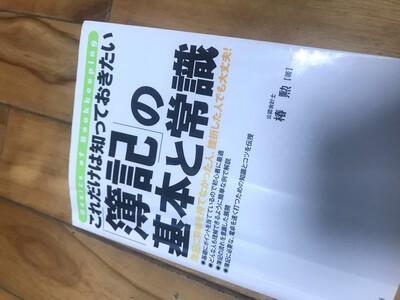 Basics of Bookkeeping
これだけは知っておきたい
「簿記」の
基本と常識
簿記に興味を持てなかった人、挫折した人でも大丈夫!
●基礎にポイントを当てているので初心者に最適
●どんな人も理解できるように簡単な例で解説
●簿記の流れを意識した展開
●簿記に必要な、電卓を速く打つための知識とコツを伝授
公認会計士
椿 勲【著】